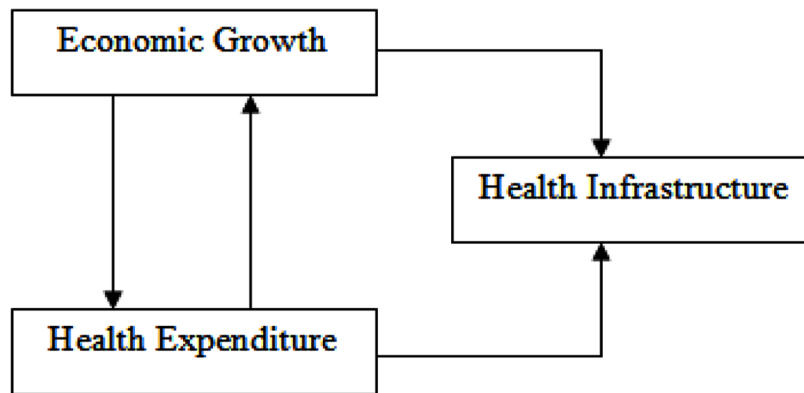 Economic Growth
Health Infrastructure
Health Expenditure